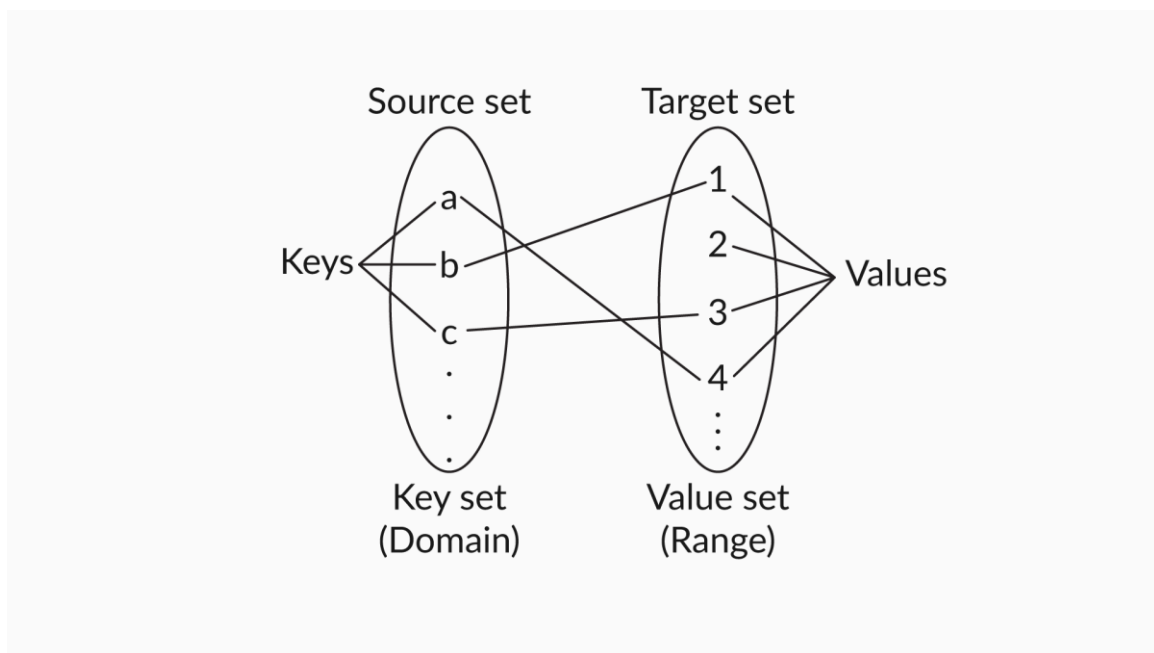 Source set
Target set
Keys
a
b
c
.
.
.
1
2
3
4
.
.
.
Values
Key set
(Domain)
Value set
(Range)